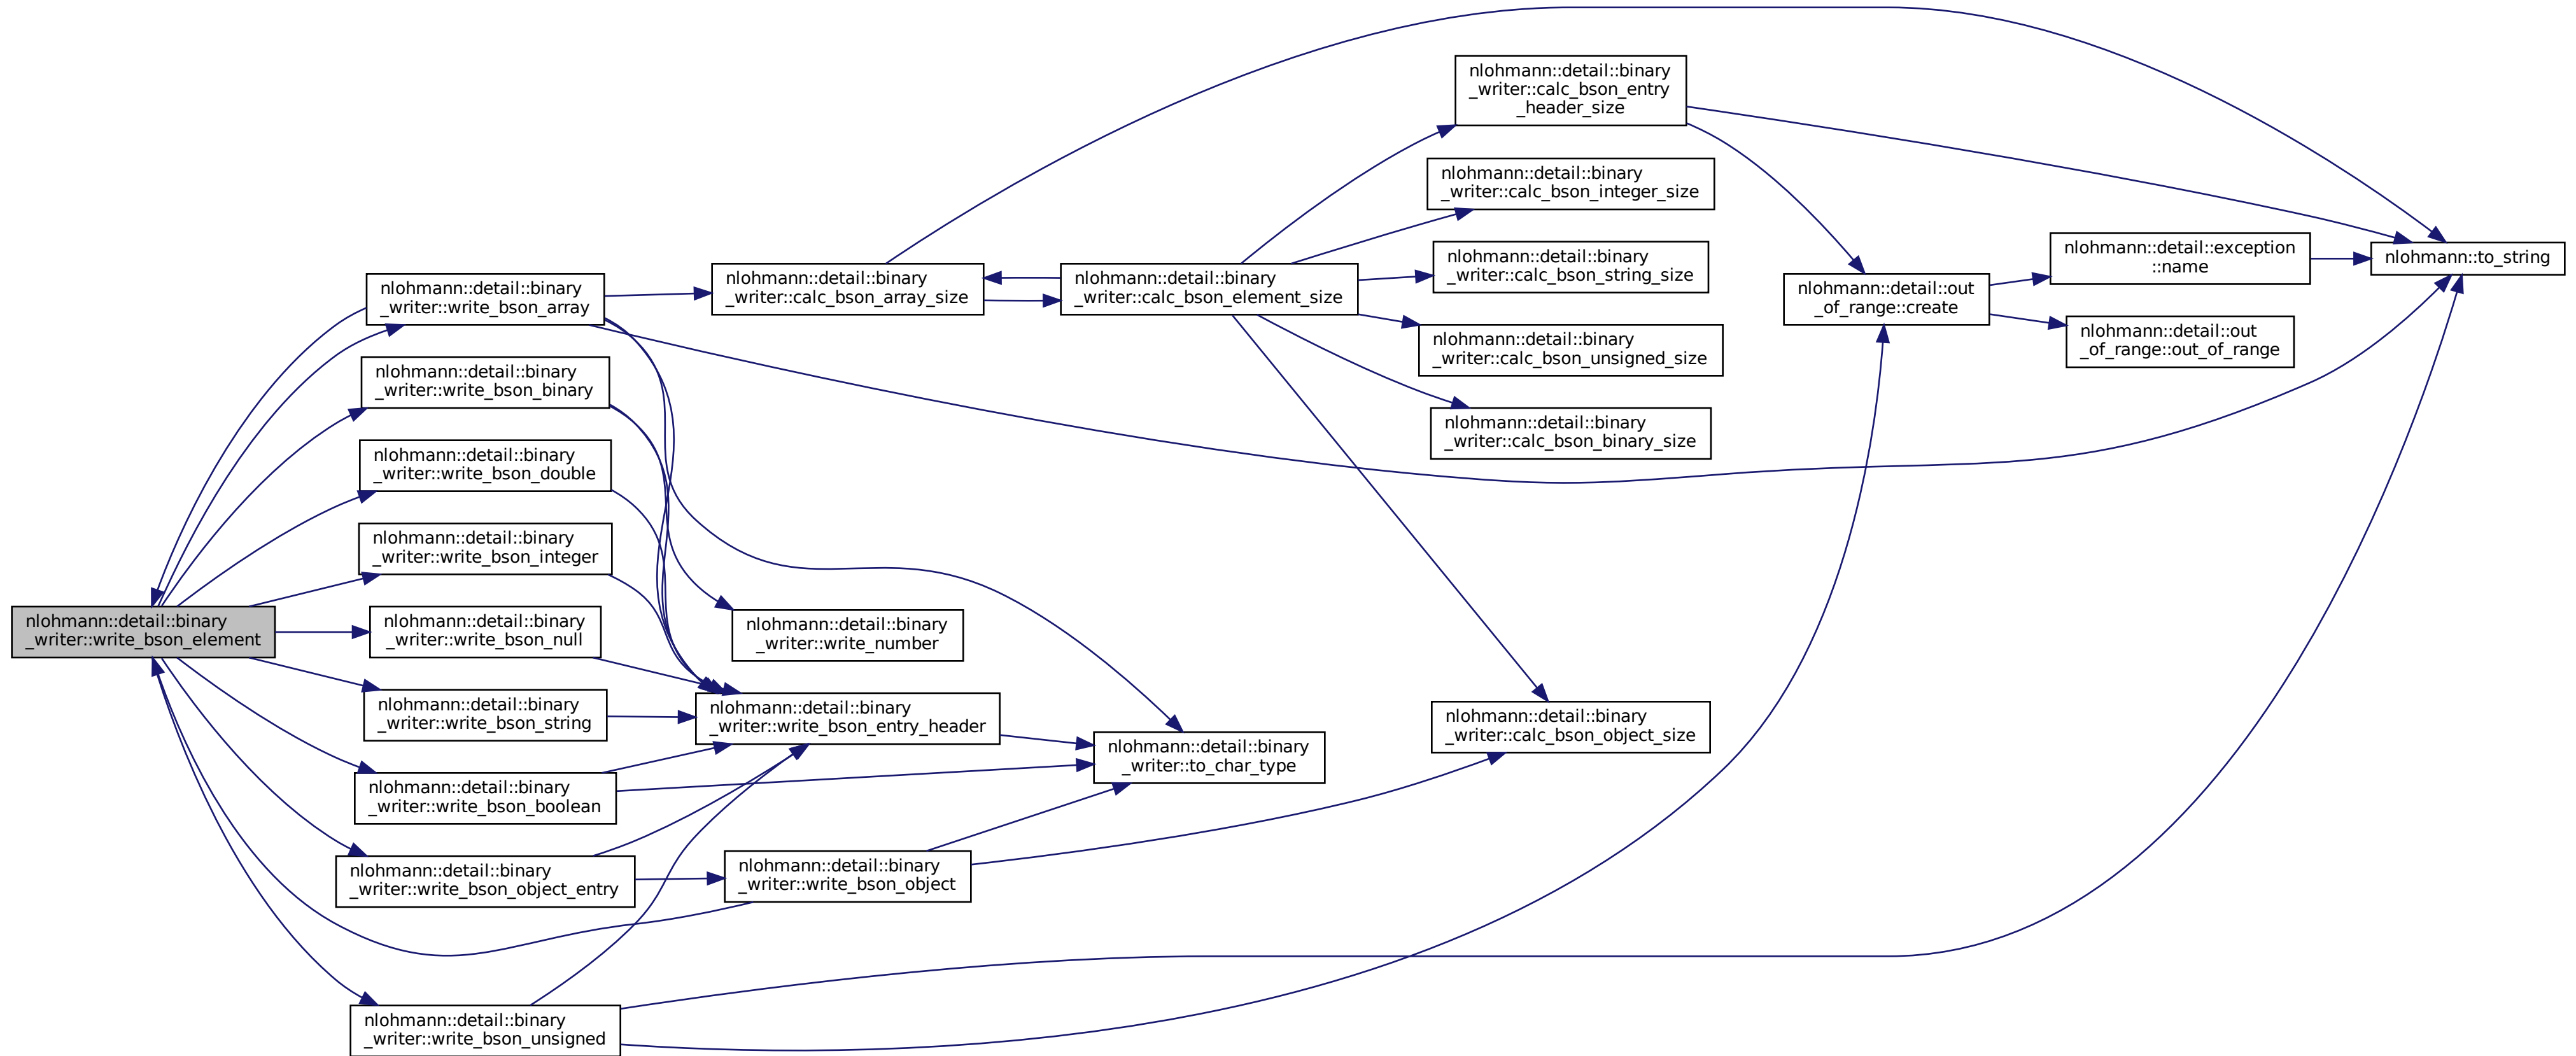 nlohmann::detail::binary
_writer::write_bson_element
nlohmann::detail::binary
_writer::write_bson_array
nlohmann::detail::binary
_writer::write_bson_binary
nlohmann::detail::binary
_writer::write_bson_double
nlohmann::detail::binary
_writer::write_bson_integer
nlohmann::detail::binary
_writer::write_bson_null
nlohmann::detail::binary
_writer::write_bson_string
nlohmann::detail::binary
_writer::write_bson_boolean
nlohmann::detail::binary
_writer::write_bson_object_entry
nlohmann::detail::binary
_writer::write_bson_unsigned
nlohmann::detail::binary
_writer::calc_bson_array_size
nlohmann::detail::binary
_writer::write_number
nlohmann::detail::binary
_writer::write_bson_entry_header
nlohmann::detail::binary
_writer::write_bson_object
nlohmann::detail::binary
_writer::calc_bson_element_size
nlohmann::detail::binary
_writer::to_char_type
nlohmann::detail::binary
_writer::calc_bson_entry
_header_size
nlohmann::detail::binary
_writer::calc_bson_integer_size
nlohmann::detail::binary
_writer::calc_bson_string_size
nlohmann::detail::binary
_writer::calc_bson_unsigned_size
nlohmann::detail::binary
_writer::calc_bson_binary_size
nlohmann::detail::binary
_writer::calc_bson_object_size
nlohmann::detail::out
_of_range::create
nlohmann::detail::exception
::name
nlohmann::detail::out
_of_range::out_of_range
nlohmann::to_string